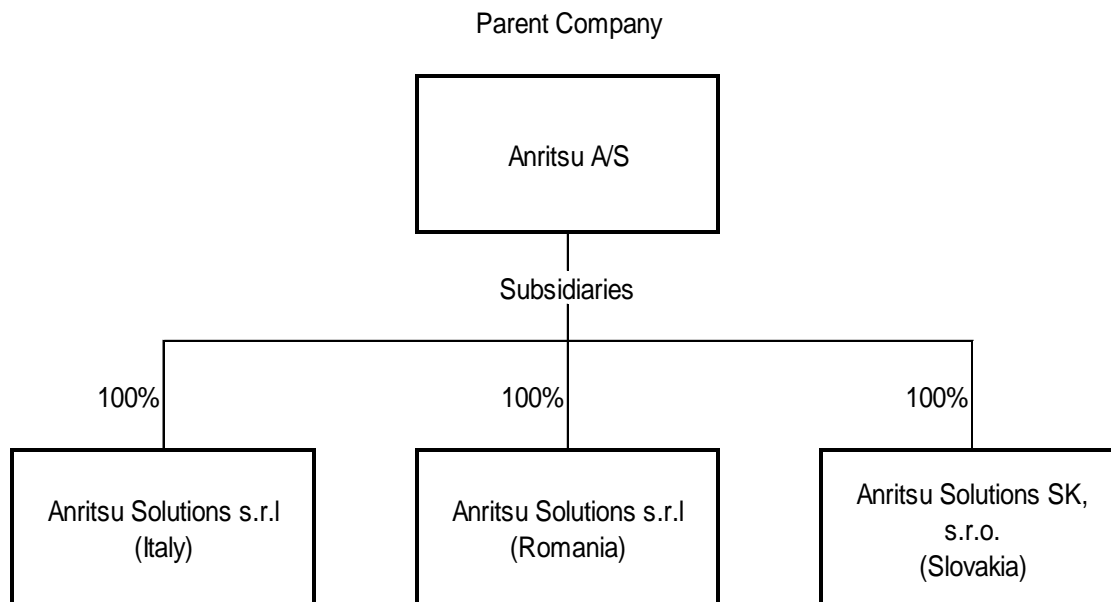 Parent Company
Anritsu A/S
Subsidiaries
100%
100%
100%
Anritsu Solutions s.r.l
(Italy)
Anritsu Solutions s.r.l
(Romania)
Anritsu Solutions SK,
s.r.o.
(Slovakia)